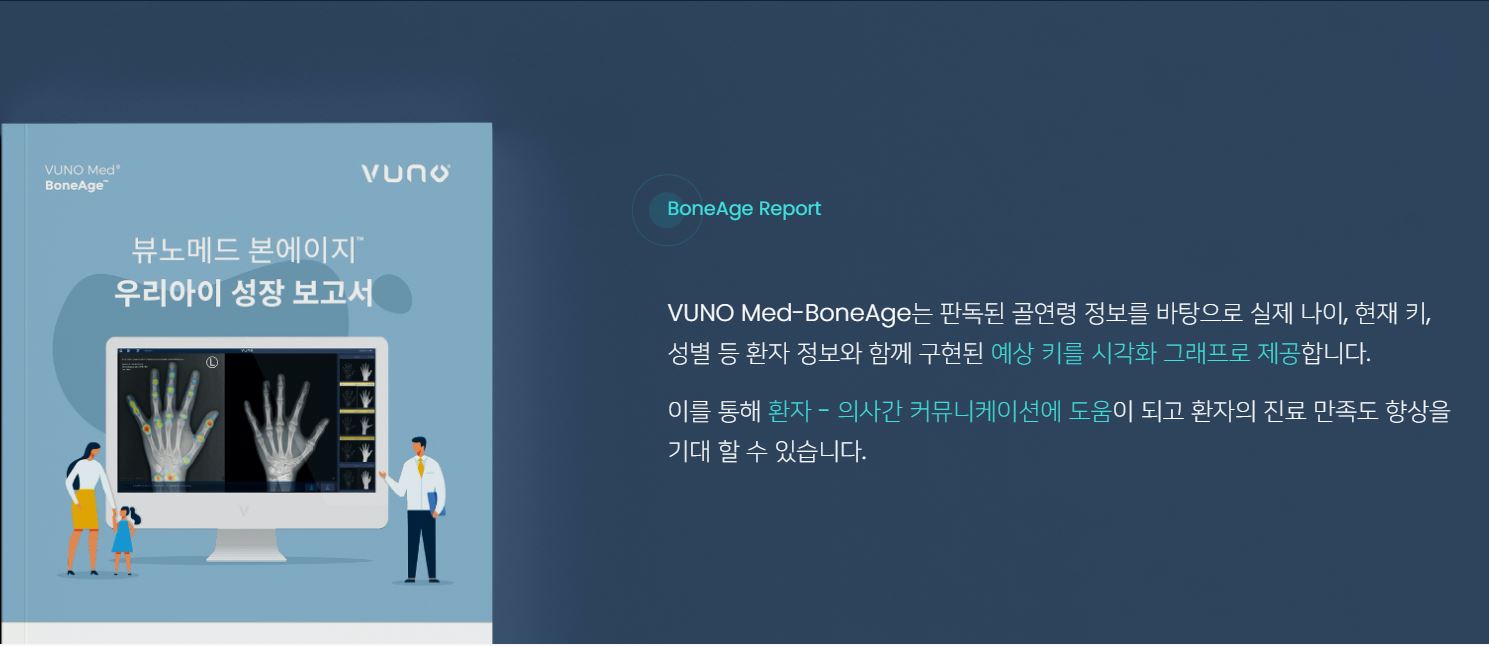 VUNO Med®
BoneAge™
VUNO®
뷰노메드 본에이지™
우리아이 성장 보고서
L
BoneAge Report
VUNO Med-BoneAge는 판독된 골연령 정보를 바탕으로 실제 나이, 현재 키,
성별 등 환자 정보와 함께 구현된 예상 키를 시각화 그래프로 제공합니다.
이를 통해 환자 - 의사간 커뮤니케이션에 도움이 되고 환자의 진료 만족도 향상을
기대 할 수 있습니다.